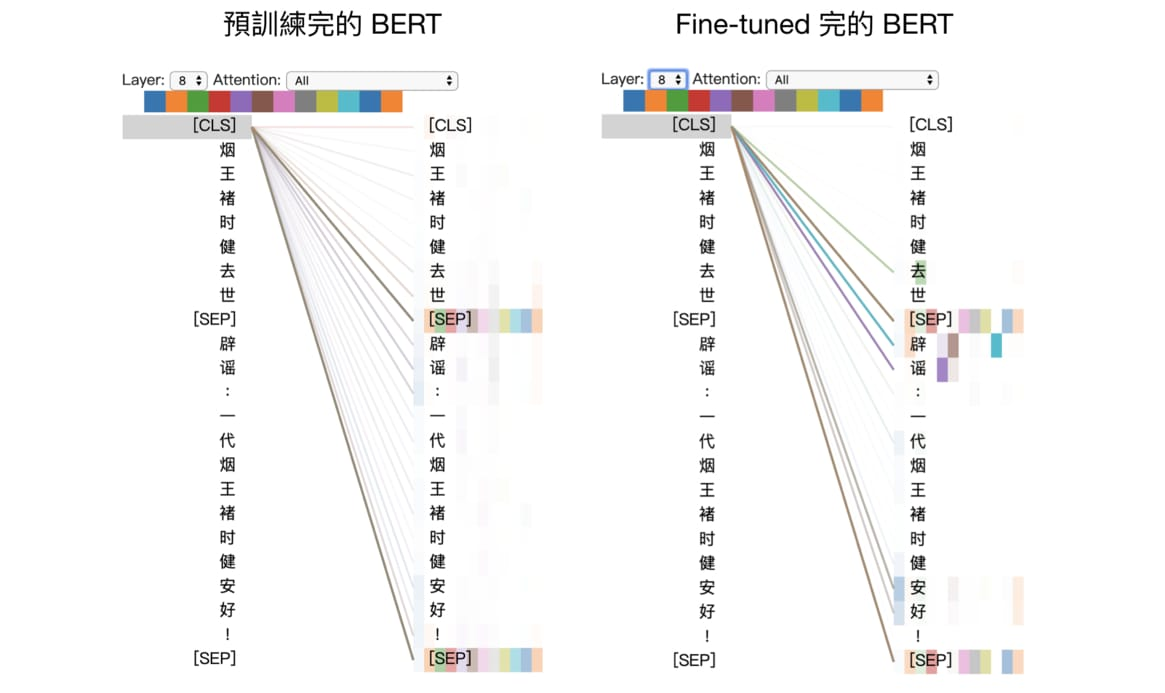 預訓練完的 BERT
Layer: 8 Attention: All
[CLS] [CLS]
烟 烟
王 王
褚 褚
时 时
健 健
去 去
世 世
[SEP] [SEP]
辟 辟
谣 谣
: :
一 一
代 代
烟 烟
王 王
褚 褚
时 时
健 健
安 安
好 好
! !
[SEP] [SEP]
Fine-tuned 完的 BERT
Layer: 8 Attention: All
[CLS] [CLS]
烟 烟
王 王
褚 褚
时 时
健 健
去 去
世 世
[SEP] [SEP]
辟 辟
谣 谣
: :
一 一
代 代
烟 烟
王 王
褚 褚
时 时
健 健
安 安
好 好
! !
[SEP] [SEP]